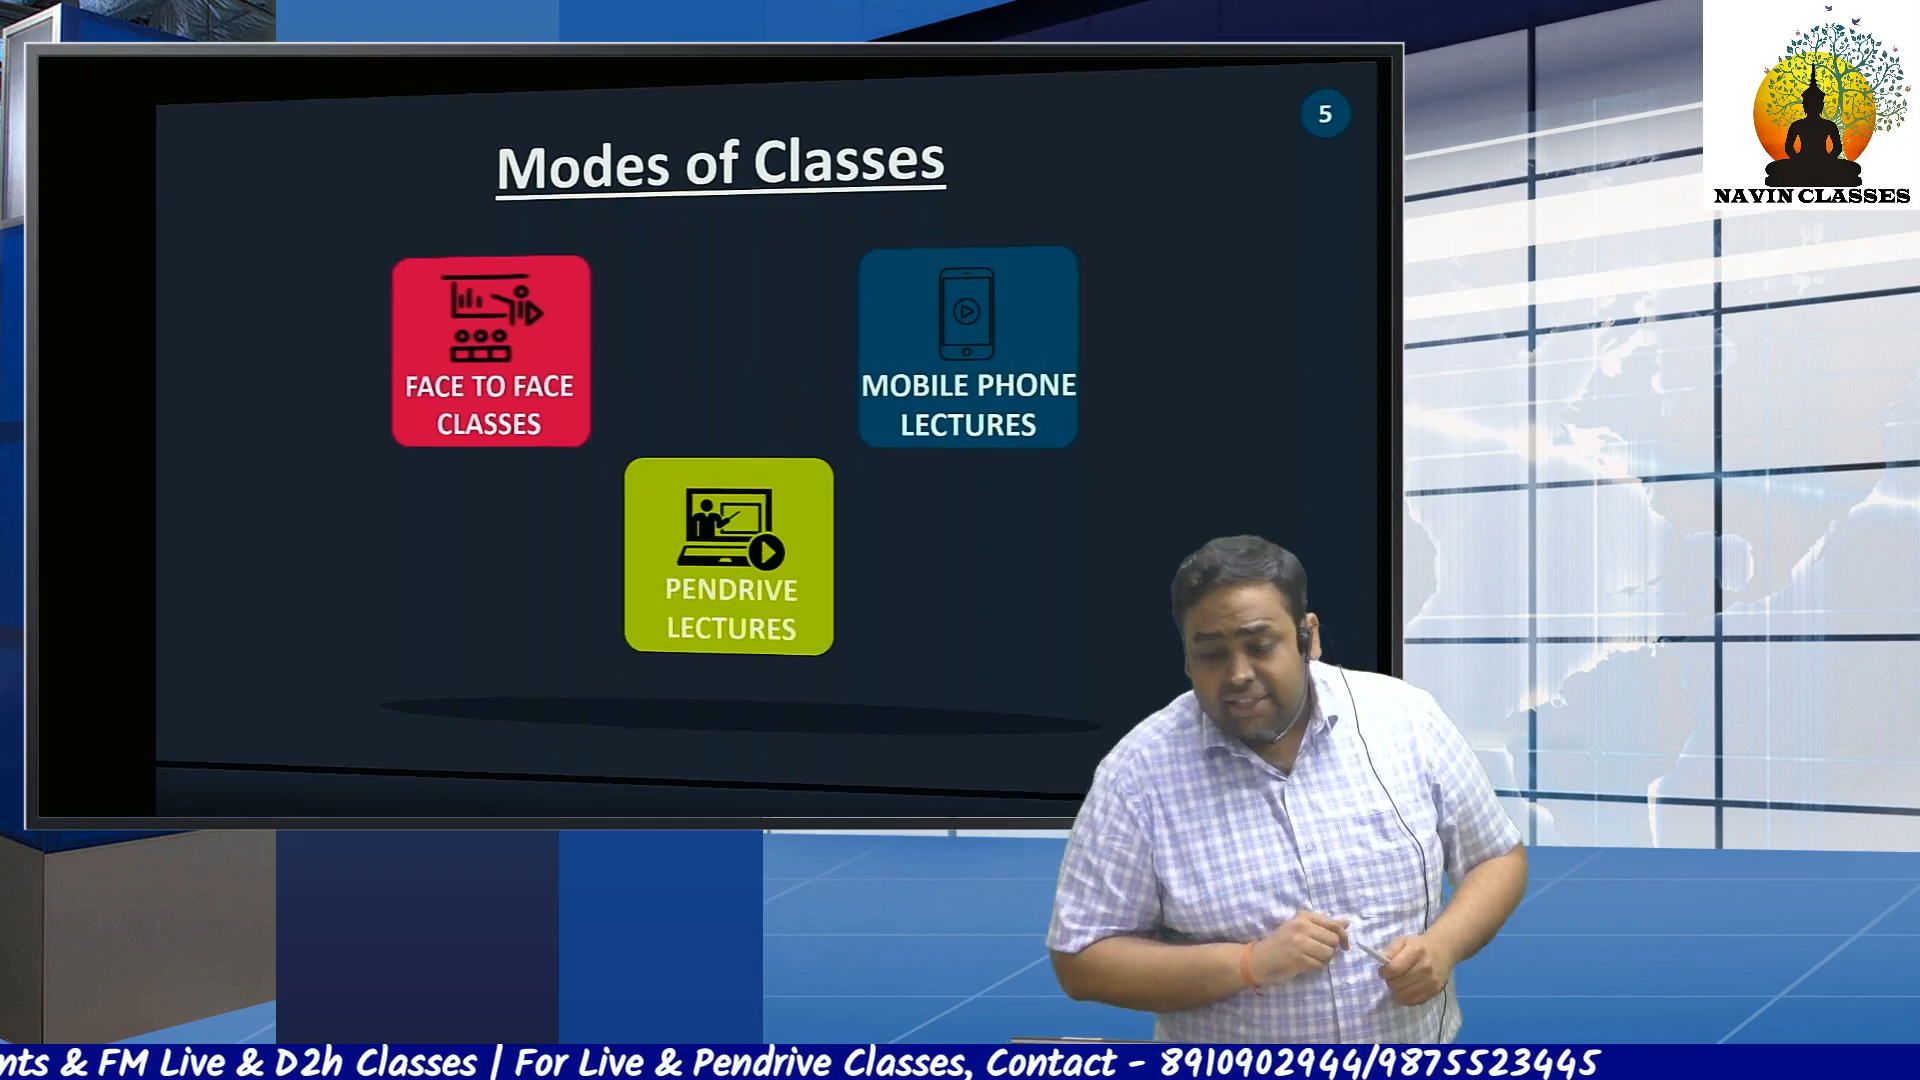 5
NAVIN CLASSES
Modes of Classes
FACE TO FACE
CLASSES
MOBILE PHONE
LECTURES
PENDRIVE
LECTURES
nts & FM Live & D2h Classes | For Live & Pendrive Classes, Contact - 8910902944/9875523445